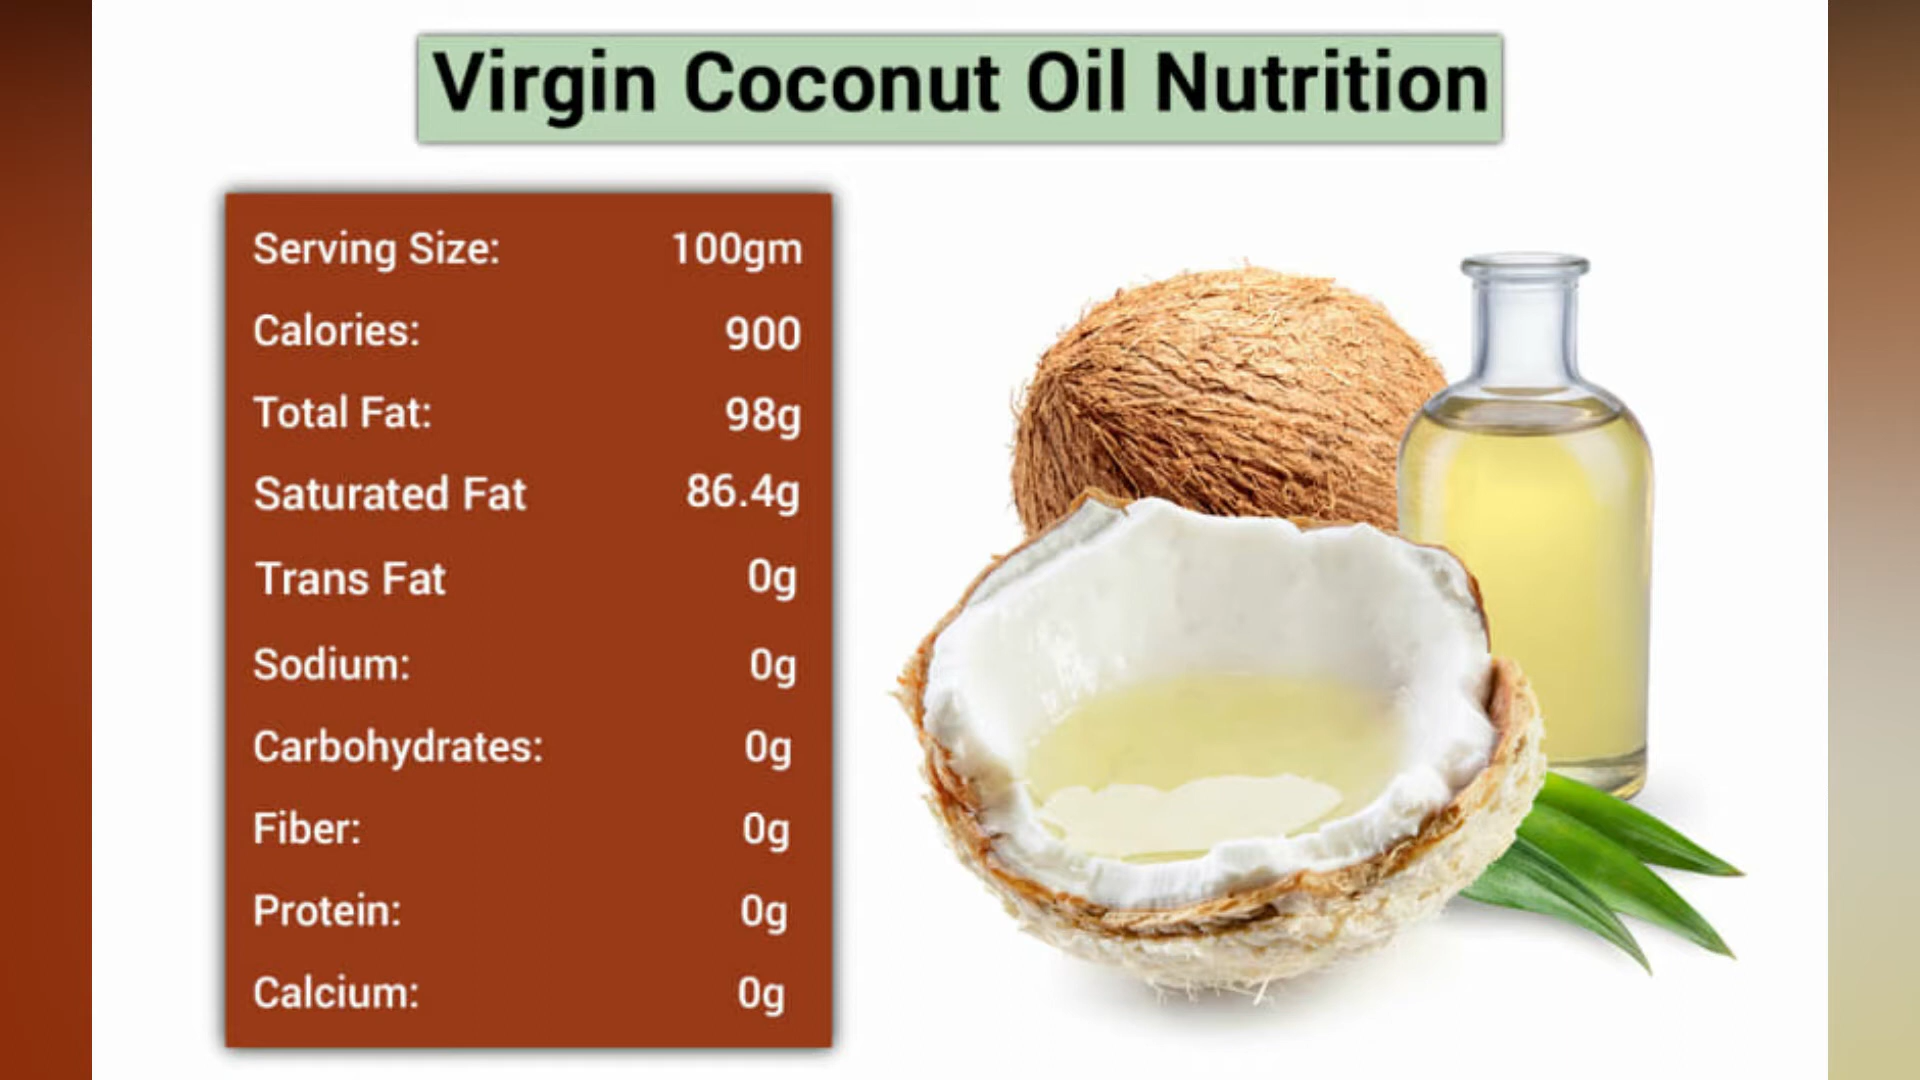 Virgin Coconut Oil Nutrition
Serving Size: 100gm
Calories: 900
Total Fat: 98g
Saturated Fat 86.4g
Trans Fat 0g
Sodium: 0g
Carbohydrates: 0g
Fiber: 0g
Protein: 0g
Calcium: 0g